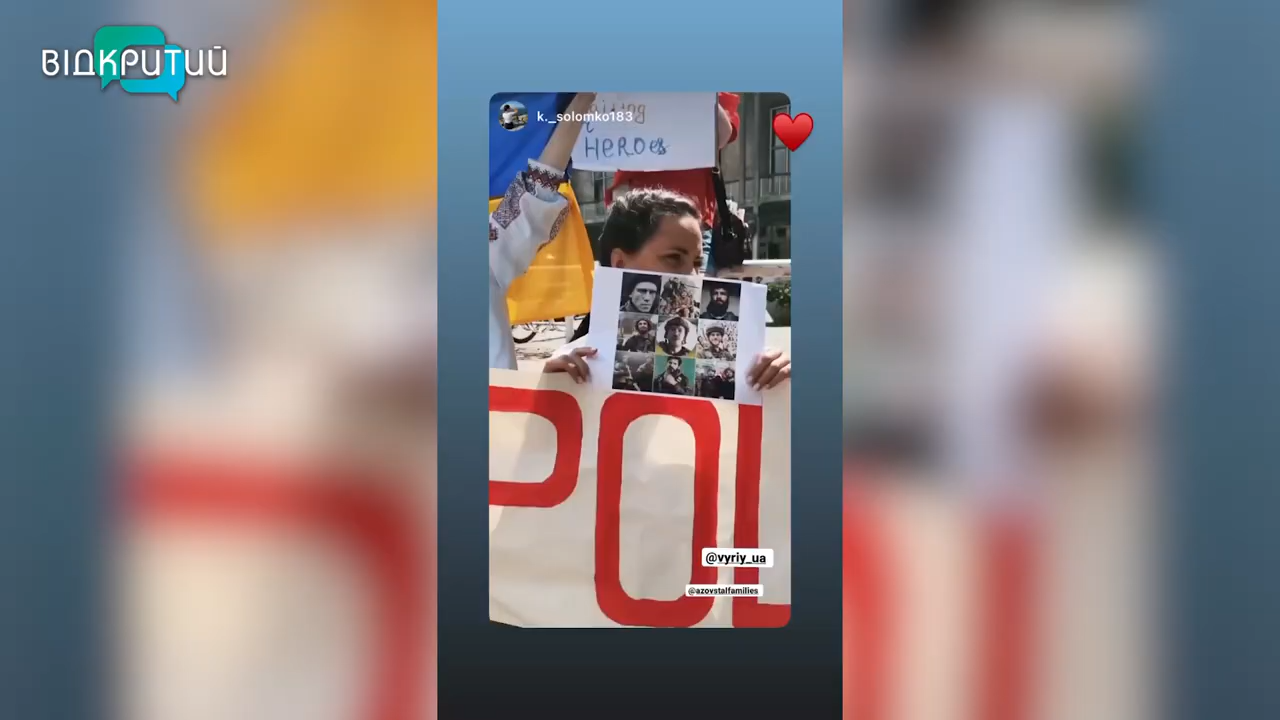 ВІДКРИТИЙ
k._solomko183
HEROES
POL
@vyriy_ua
@azovstalfamilies